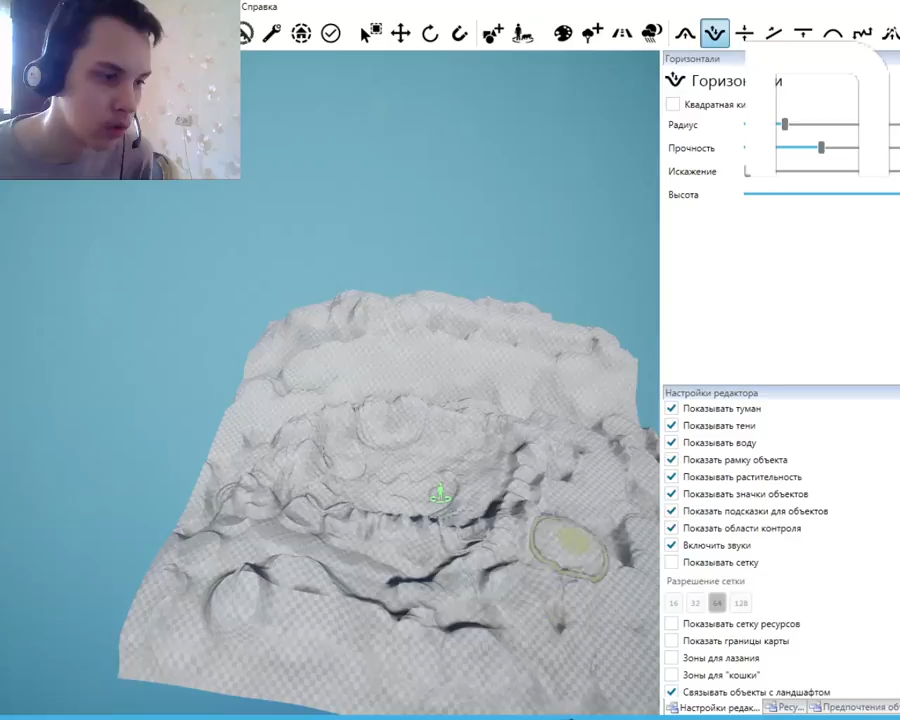 Справка
Горизонтали
Горизо и
Квадратная ки
Радиус
Прочность
Искажение
Высота
Настройки редактора
Показывать туман
Показывать тени
Показывать воду
Показать рамку объекта
Показывать растительность
Показывать значки объектов
Показать подсказки для объектов
Показать области контроля
Включить звуки
Показывать сетку
Разрешение сетки
16 32 64 128
Показывать сетку ресурсов
Показать границы карты
Зоны для лазания
Зоны для "кошки"
Связывать объекты с ландшафтом
Настройки редак... Ресу... Предпочтения об